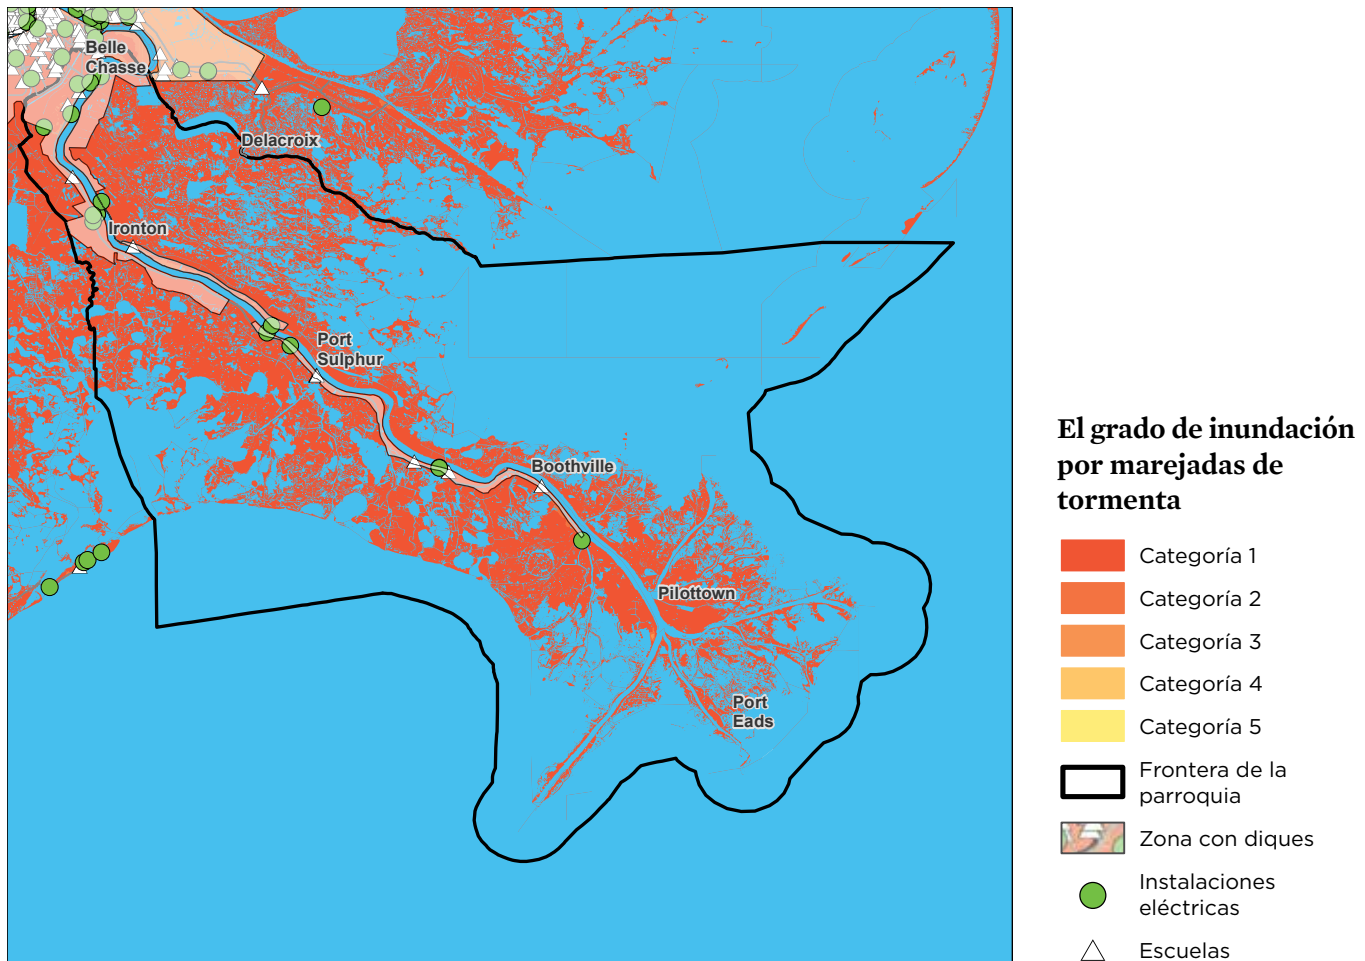 Belle
Chasse
Delacroix
Ironton
Port
Sulphur
Boothville
Pilottown
Port
Eads
El grado de inundación
por marejadas de
tormenta
Categoría 1
Categoría 2
Categoría 3
Categoría 4
Categoría 5
Frontera de la
parroquia
Zona con diques
Instalaciones
eléctricas
Escuelas